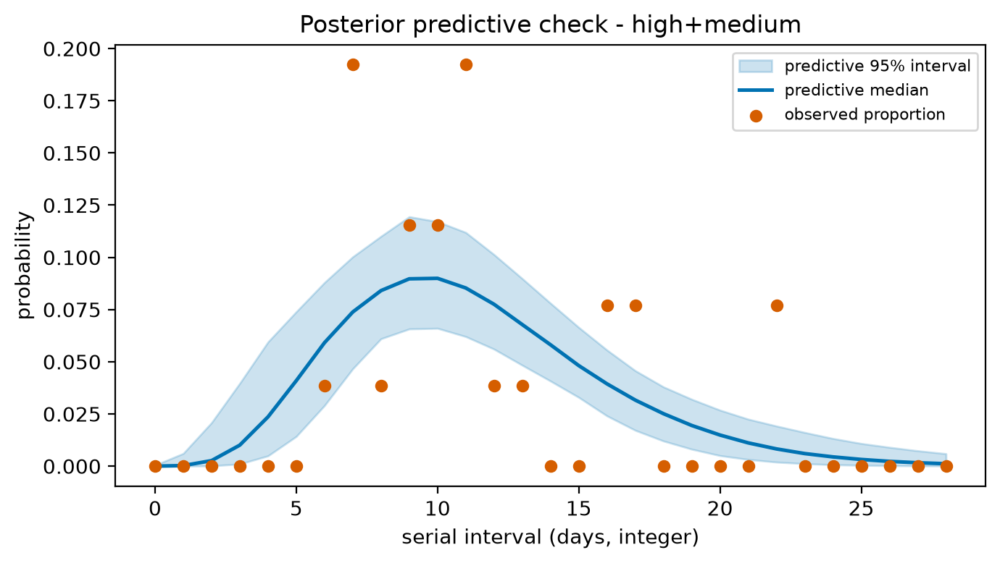 Posterior predictive check - high+medium
predictive 95% interval
predictive median
observed proportion
probability
0.200
0.175
0.150
0.125
0.100
0.075
0.050
0.025
0.000
0
5
10
15
20
25
serial interval (days, integer)